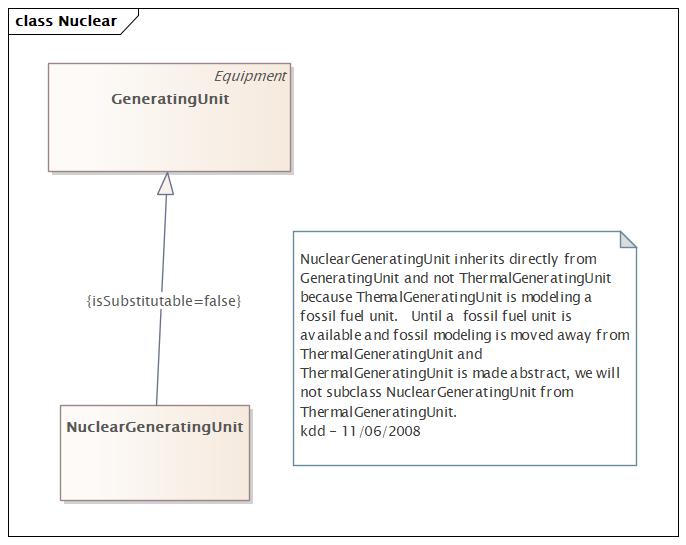 class Nuclear
Equipment
GeneratingUnit
{isSubstitutable=false}
NuclearGeneratingUnit
NuclearGeneratingUnit inherits directly from
GeneratingUnit and not ThermalGeneratingUnit
because ThemalGeneratingUnit is modeling a
fossil fuel unit. Until a fossil fuel unit is
available and fossil modeling is moved away from
ThermalGeneratingUnit and
ThermalGeneratingUnit is made abstract, we will
not subclass NuclearGeneratingUnit from
ThermalGeneratingUnit.
kdd - 11/06/2008